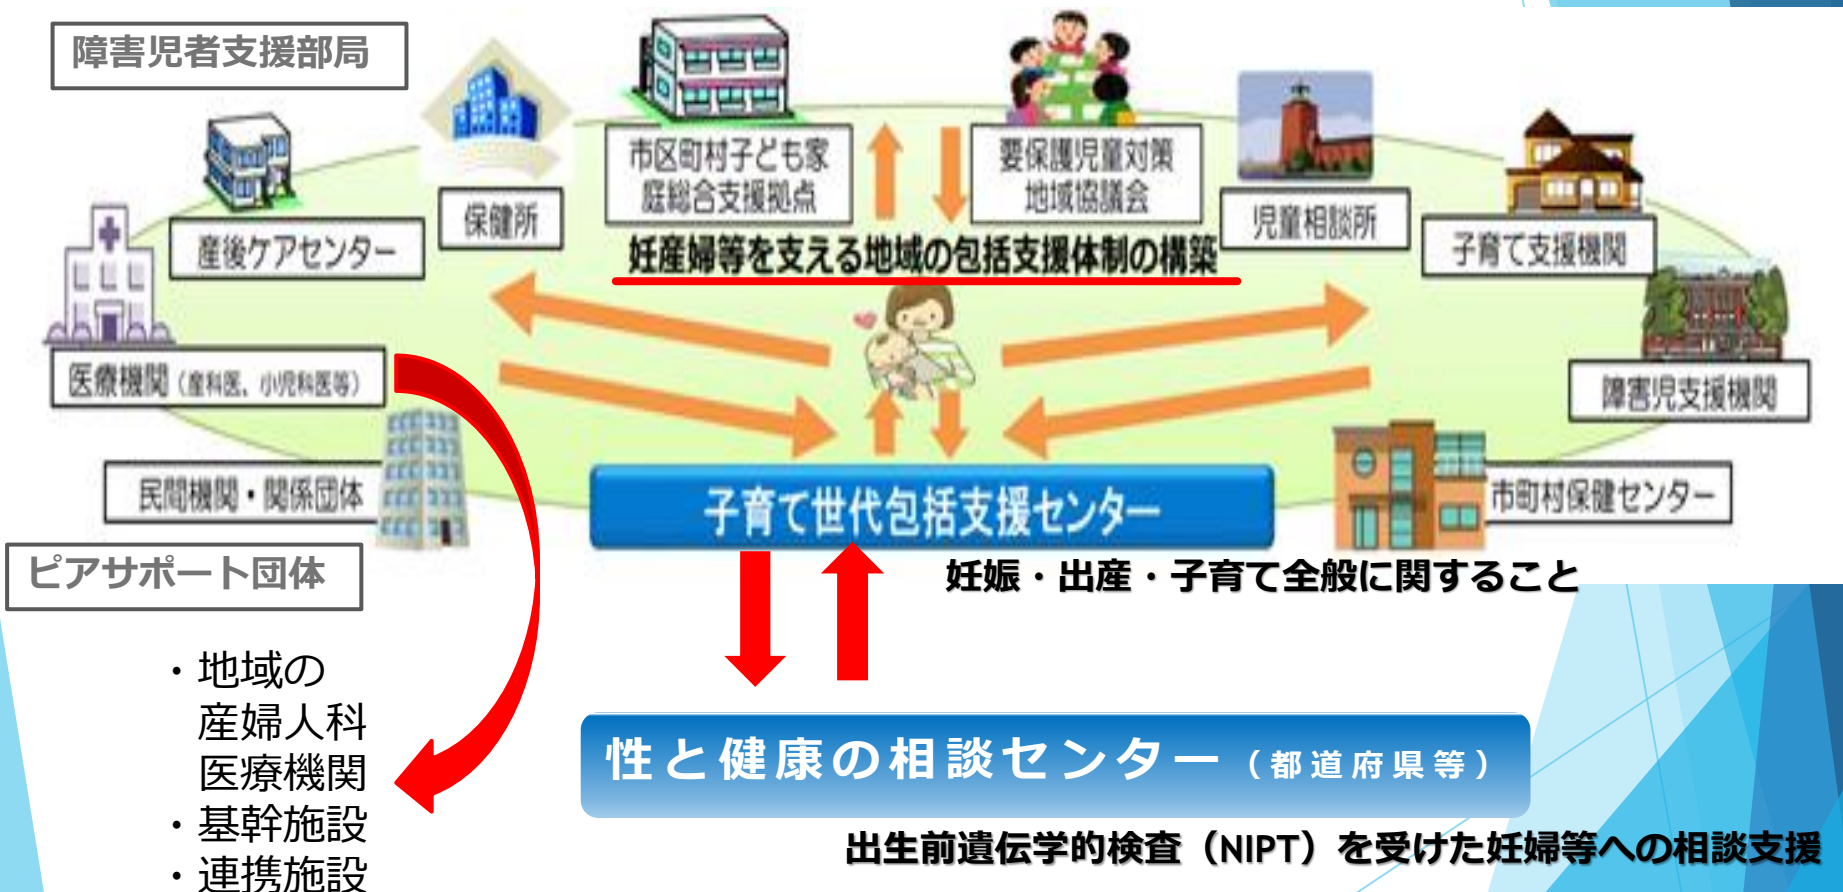 障害児者支援部局
市区町村子ども家
庭総合支援拠点
要保護児童対策
地域協議会
保健所
児童相談所
産後ケアセンター
子育て支援機関
妊産婦等を支える地域の包括支援体制の構築
医療機関（産科医、小児科医等）
障害児支援機関
民間機関・関係団体
子育て世代包括支援センター
市町村保健センター
ピアサポート団体
妊娠・出産・子育て全般に関すること
・地域の
産婦人科
医療機関
・基幹施設
・連携施設
性と健康の相談センター（都道府県等）
出生前遺伝学的検査（NIPT）を受けた妊婦等への相談支援